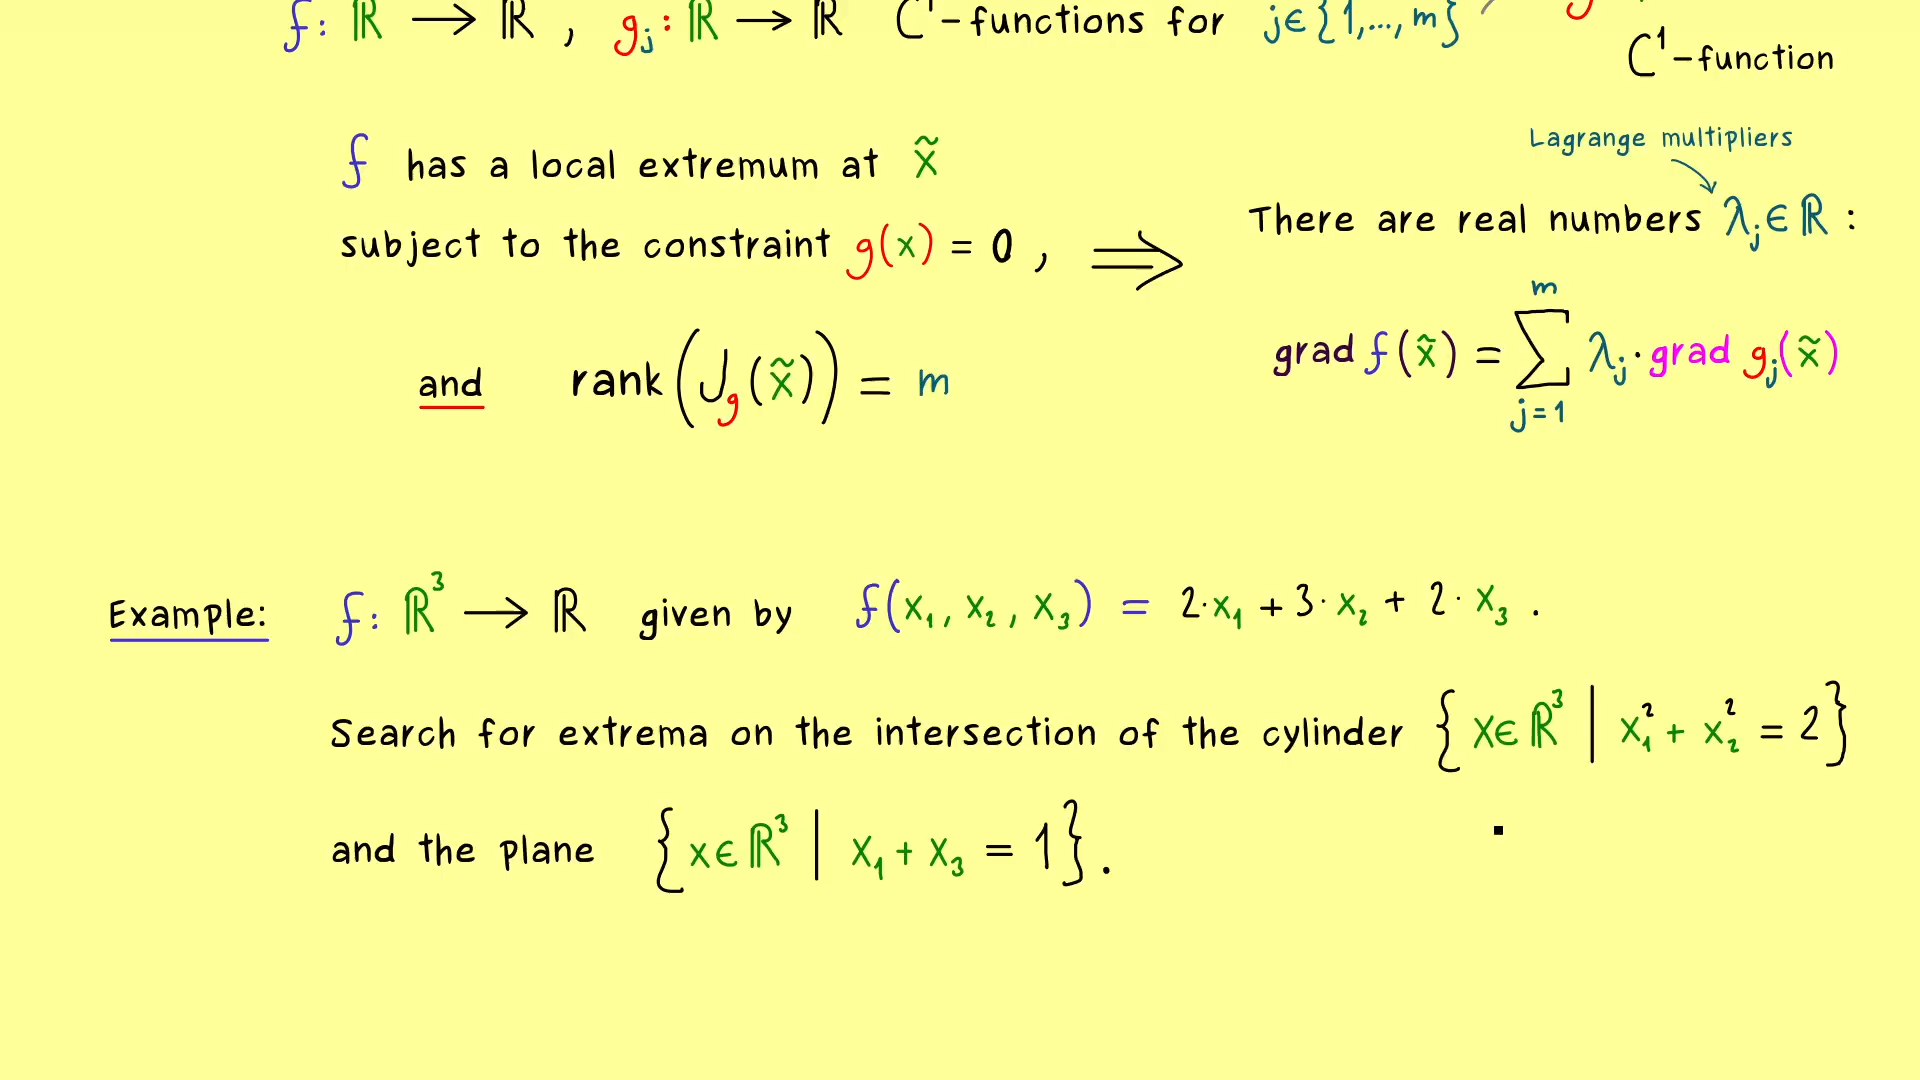 f: ℝ ⟶ ℝ , gⱼ: ℝ ⟶ ℝ C¹-functions for j∈{1,...,m}
C¹-function
Lagrange multipliers
f has a local extremum at x̃
There are real numbers λⱼ∈ℝ :
subject to the constraint g(x) = 0 , ⟹
grad f(x̃) = ∑_{j=1}^{m} λⱼ · grad gⱼ(x̃)
and rank(J_g(x̃)) = m
Example: f: ℝ³ ⟶ ℝ given by f(x₁, x₂, x₃) = 2·x₁ + 3·x₂ + 2·x₃ .
Search for extrema on the intersection of the cylinder {x∈ℝ³ | x₁² + x₂² = 2}
and the plane {x∈ℝ³ | x₁ + x₃ = 1}.